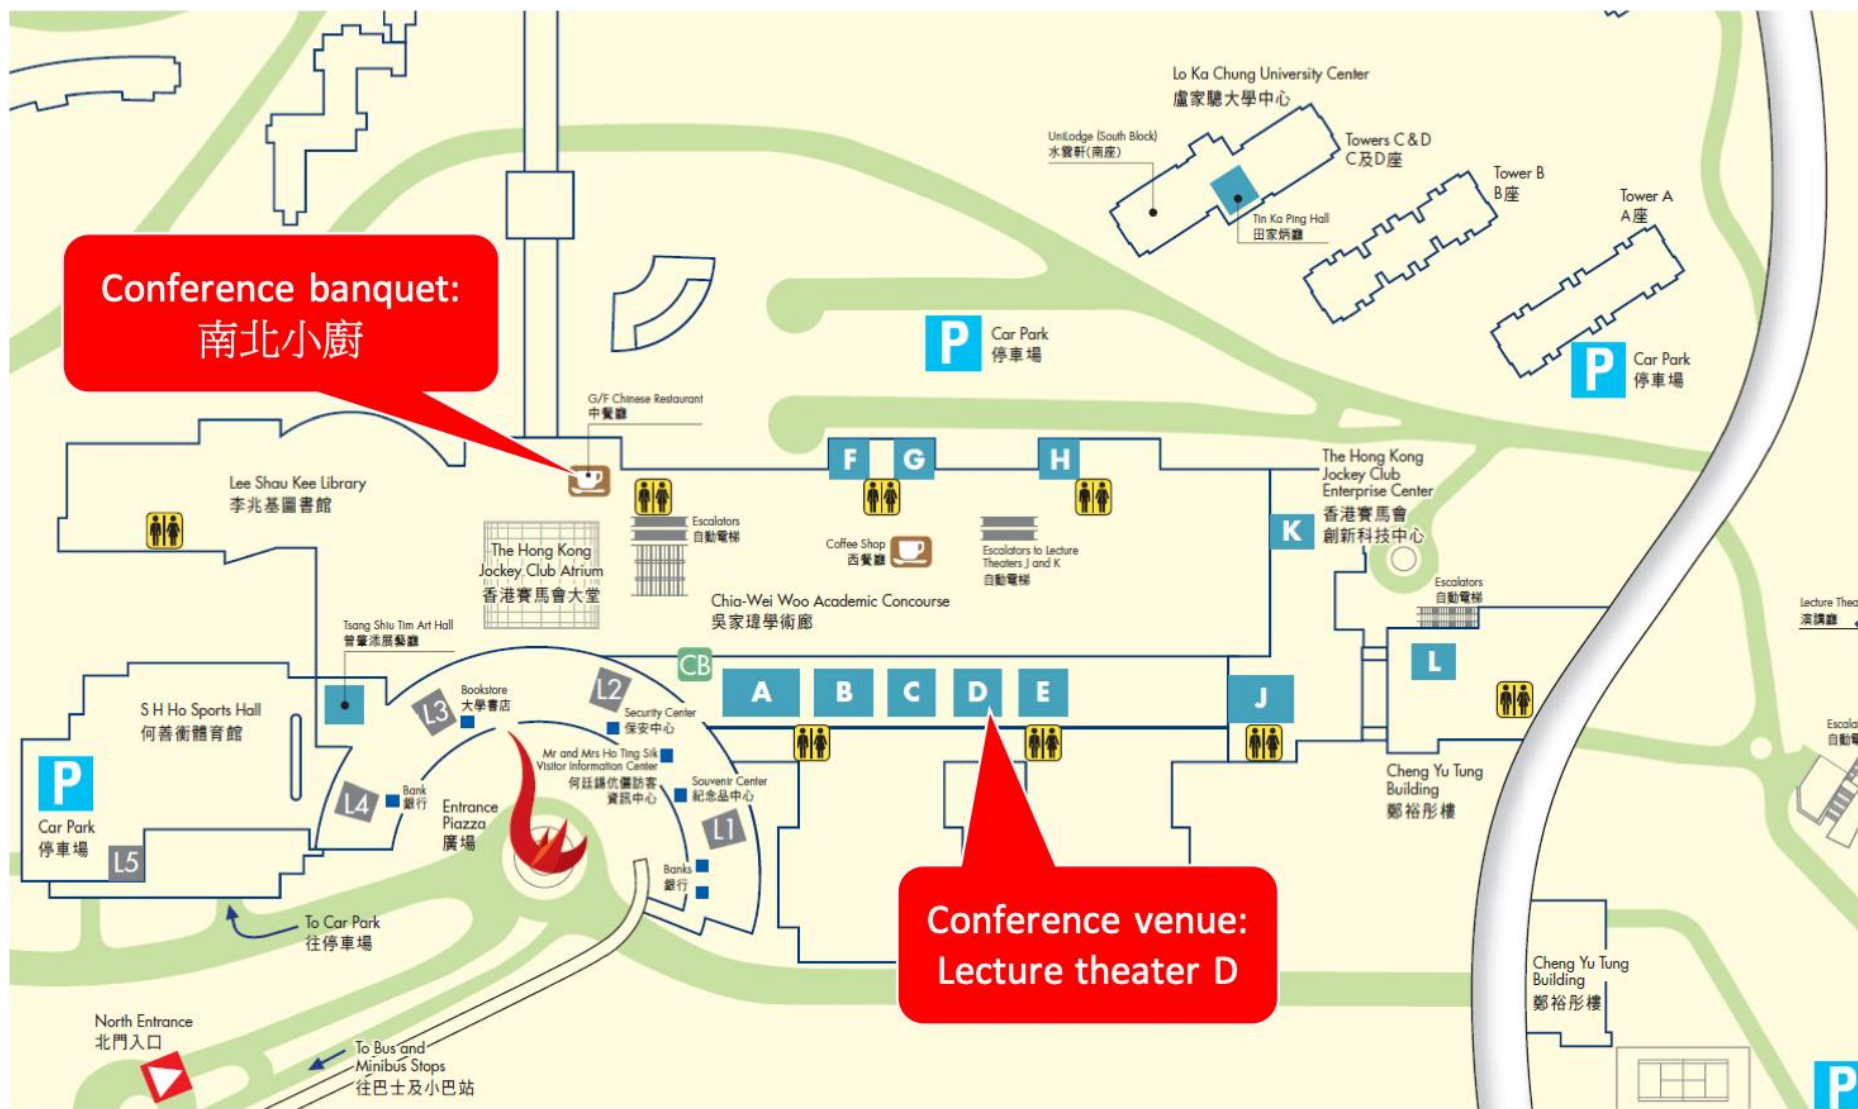 Lo Ka Chung University Center
盧家驄大學中心
UniLodge (South Block)
水雲軒(南座)
Towers C & D
C及D座
Tower B
B座
Tower A
A座
Tin Ka Ping Hall
田家炳廳
Conference banquet:
南北小廚
P
Car Park
停車場
P
Car Park
停車場
G/F Chinese Restaurant
中餐廳
F
G
H
The Hong Kong
Jockey Club
Enterprise Center
香港賽馬會
創新科技中心
K
Lee Shau Kee Library
李兆基圖書館
Escalators
自動電梯
The Hong Kong
Jockey Club Atrium
香港賽馬會大堂
Coffee Shop
西餐廳
Escalators to Lecture
Theaters J and K
自動電梯
Escalators
自動電梯
Chia-Wei Woo Academic Concourse
吳家瑋學術廊
Lecture Thea
演講廳
Tsang Shiu Tim Art Hall
曾肇添展藝廳
CB
A
B
C
D
E
J
L
S H Ho Sports Hall
何善衡體育館
L3
Bookstore
大學書店
L2
Security Center
保安中心
Mr and Mrs Ho Ting Sik
Visitor Information Center
何廷錫伉儷訪客
資訊中心
Souvenir Center
紀念品中心
Escala
自動電
P
Car Park
停車場
L4
Bank
銀行
Entrance
Piazza
廣場
L1
Cheng Yu Tung
Building
鄭裕彤樓
L5
Banks
銀行
To Car Park
往停車場
Conference venue:
Lecture theater D
Cheng Yu Tung
Building
鄭裕彤樓
North Entrance
北門入口
To Bus and
Minibus Stops
往巴士及小巴站
P